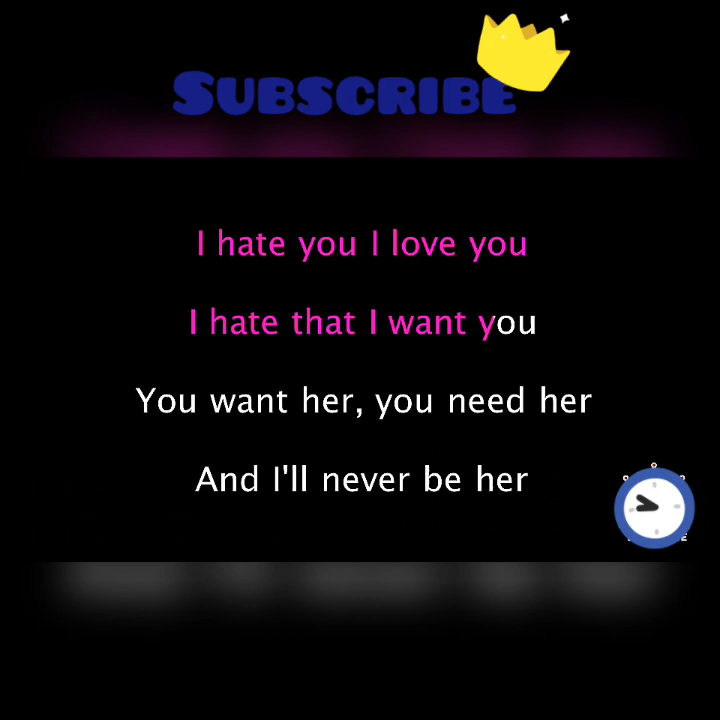 SUBSCRIBE
I hate you I love you
I hate that I want you
You want her, you need her
And I'll never be her